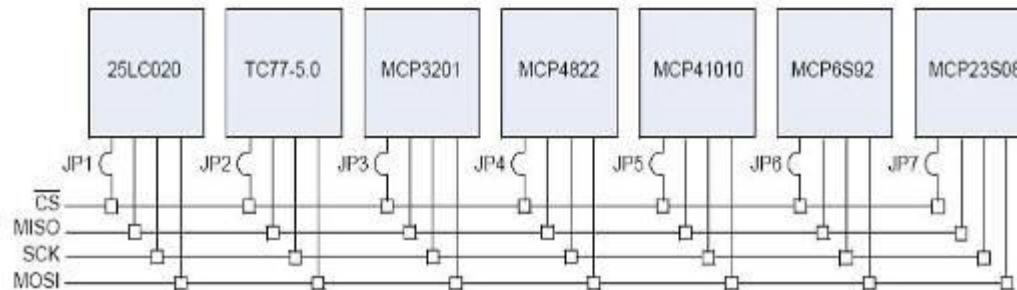 25LC020 TC77-5.0 MCP3201 MCP4822 MCP41010 MCP6S92 MCP23S08
JP1 JP2 JP3 JP4 JP5 JP6 JP7
CS
MISO
SCK
MOSI